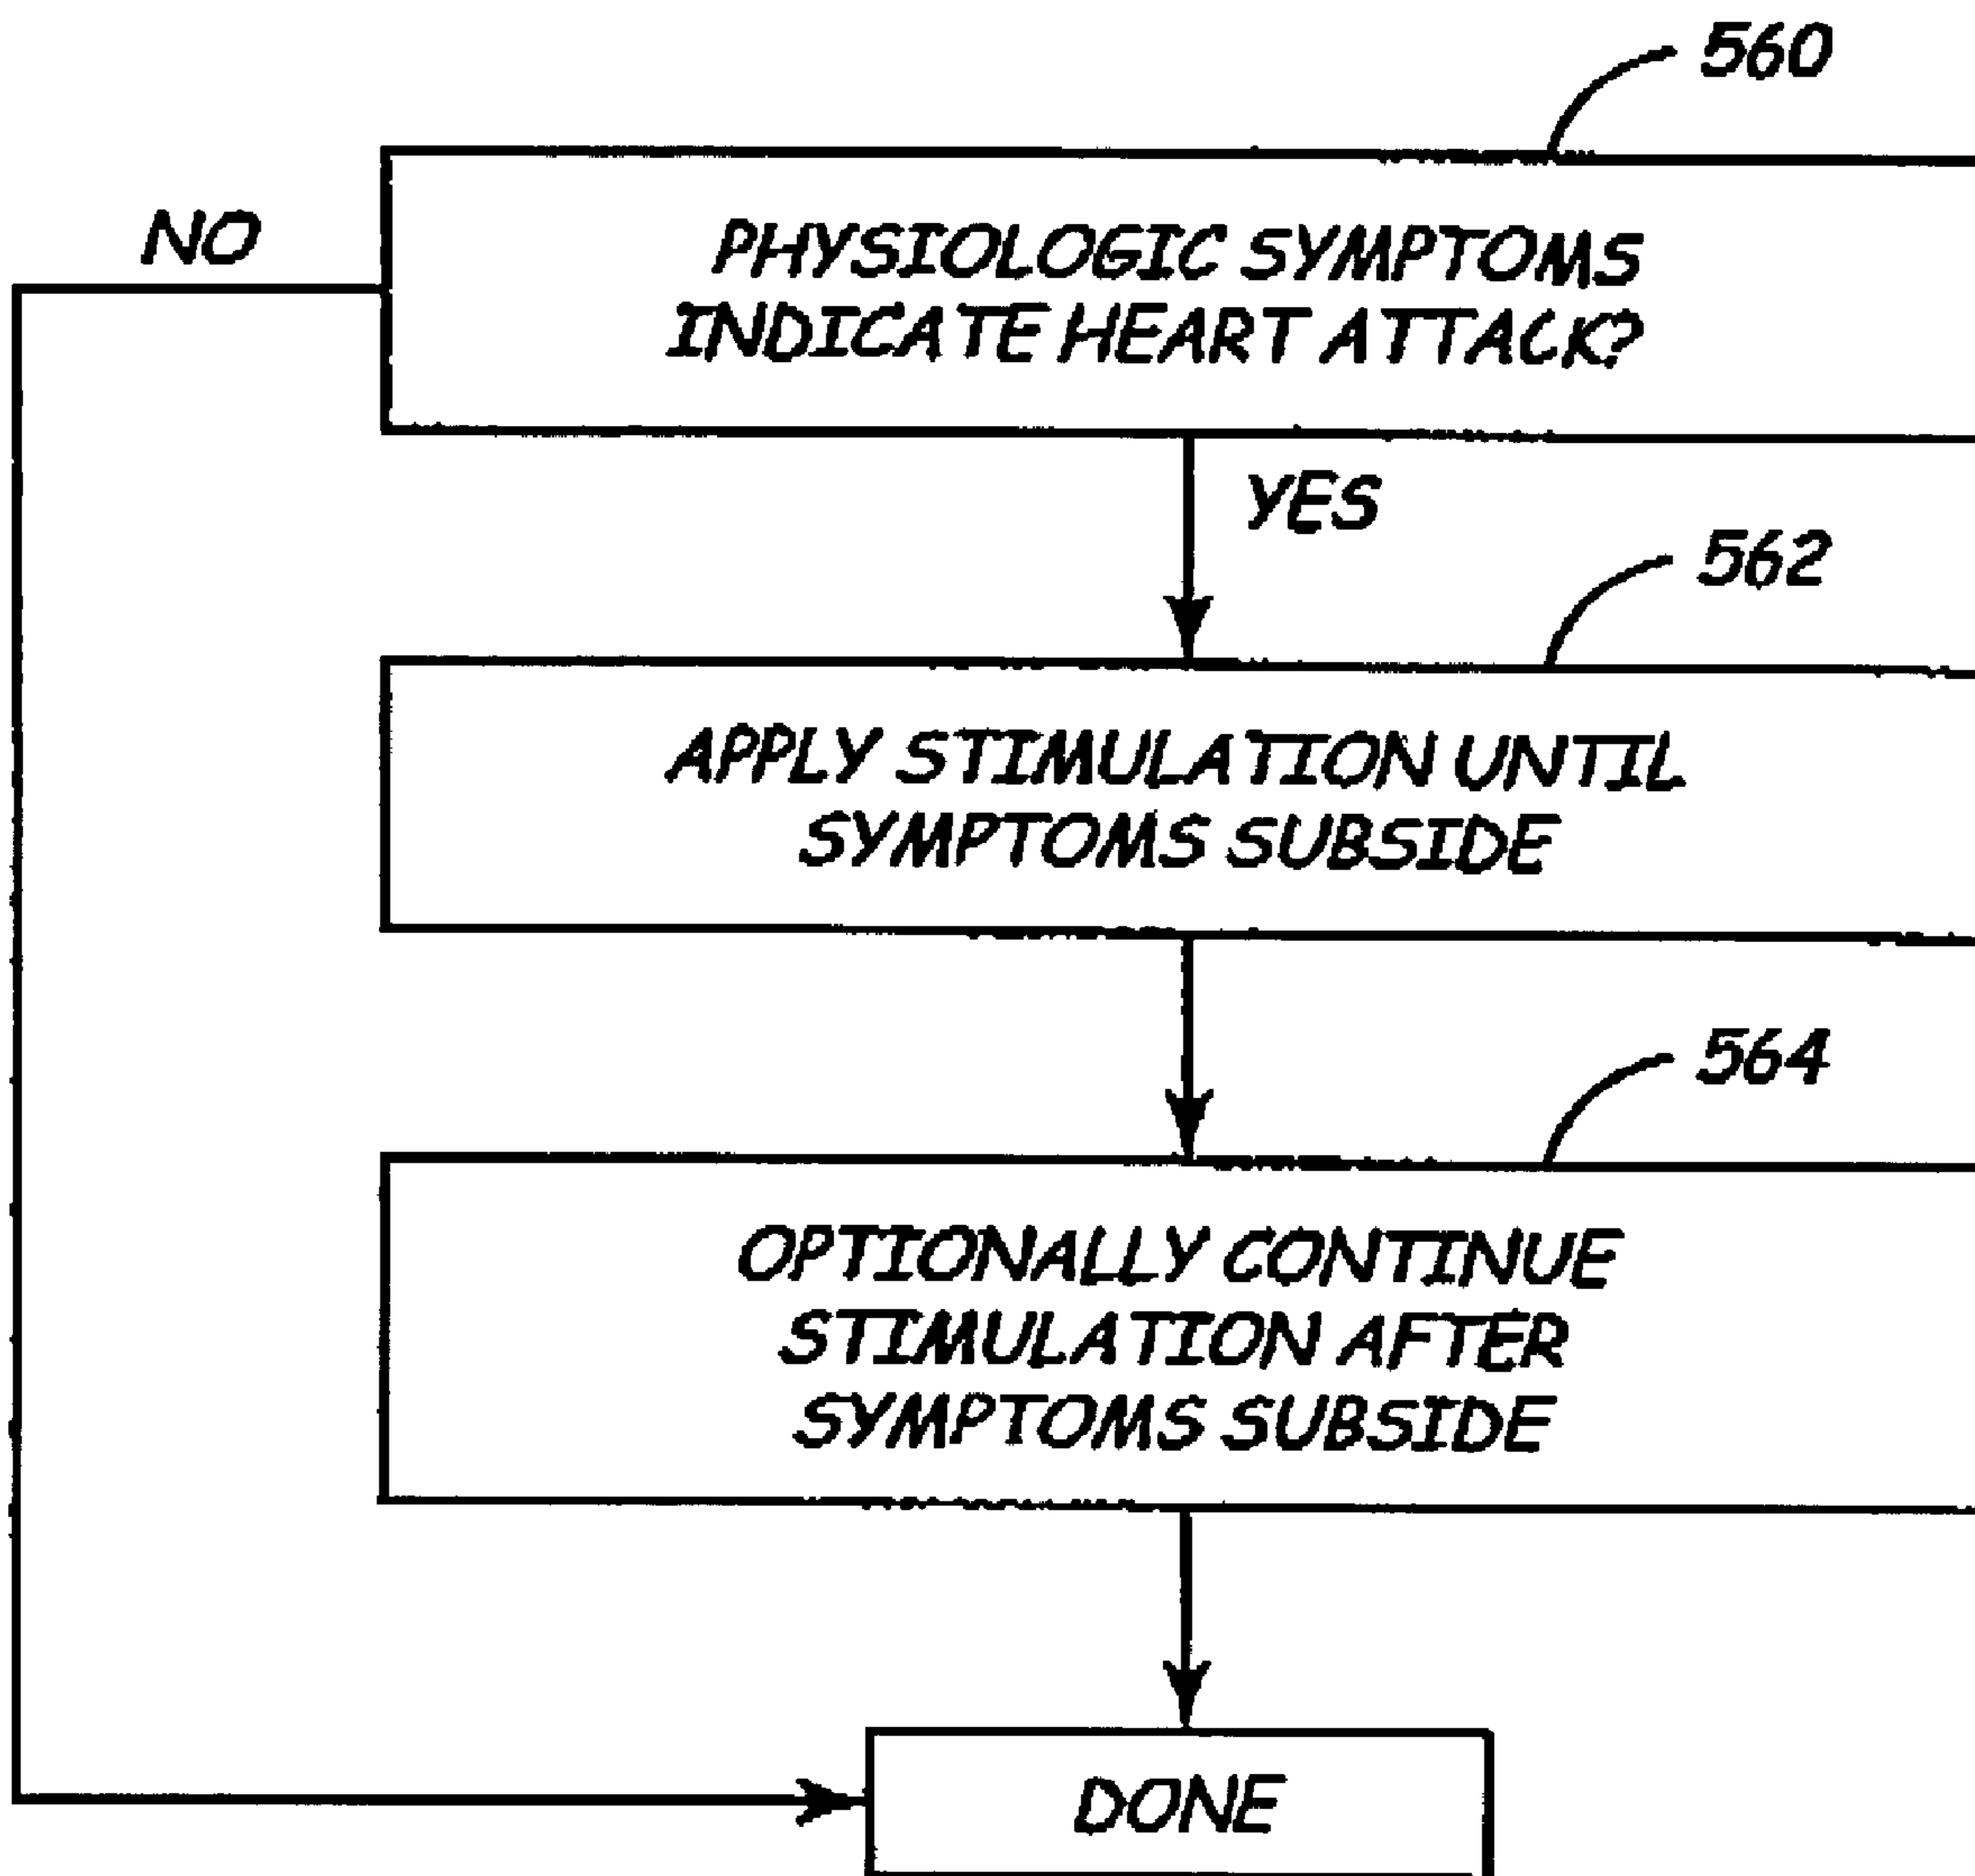 560
NO
PHYSIOLOGIC SYMPTOMS
INDICATE HEART ATTACK?
YES
562
APPLY STIMULATION UNTIL
SYMPTOMS SUBSIDE
564
OPTIONALLY CONTINUE
STIMULATION AFTER
SYMPTOMS SUBSIDE
DONE